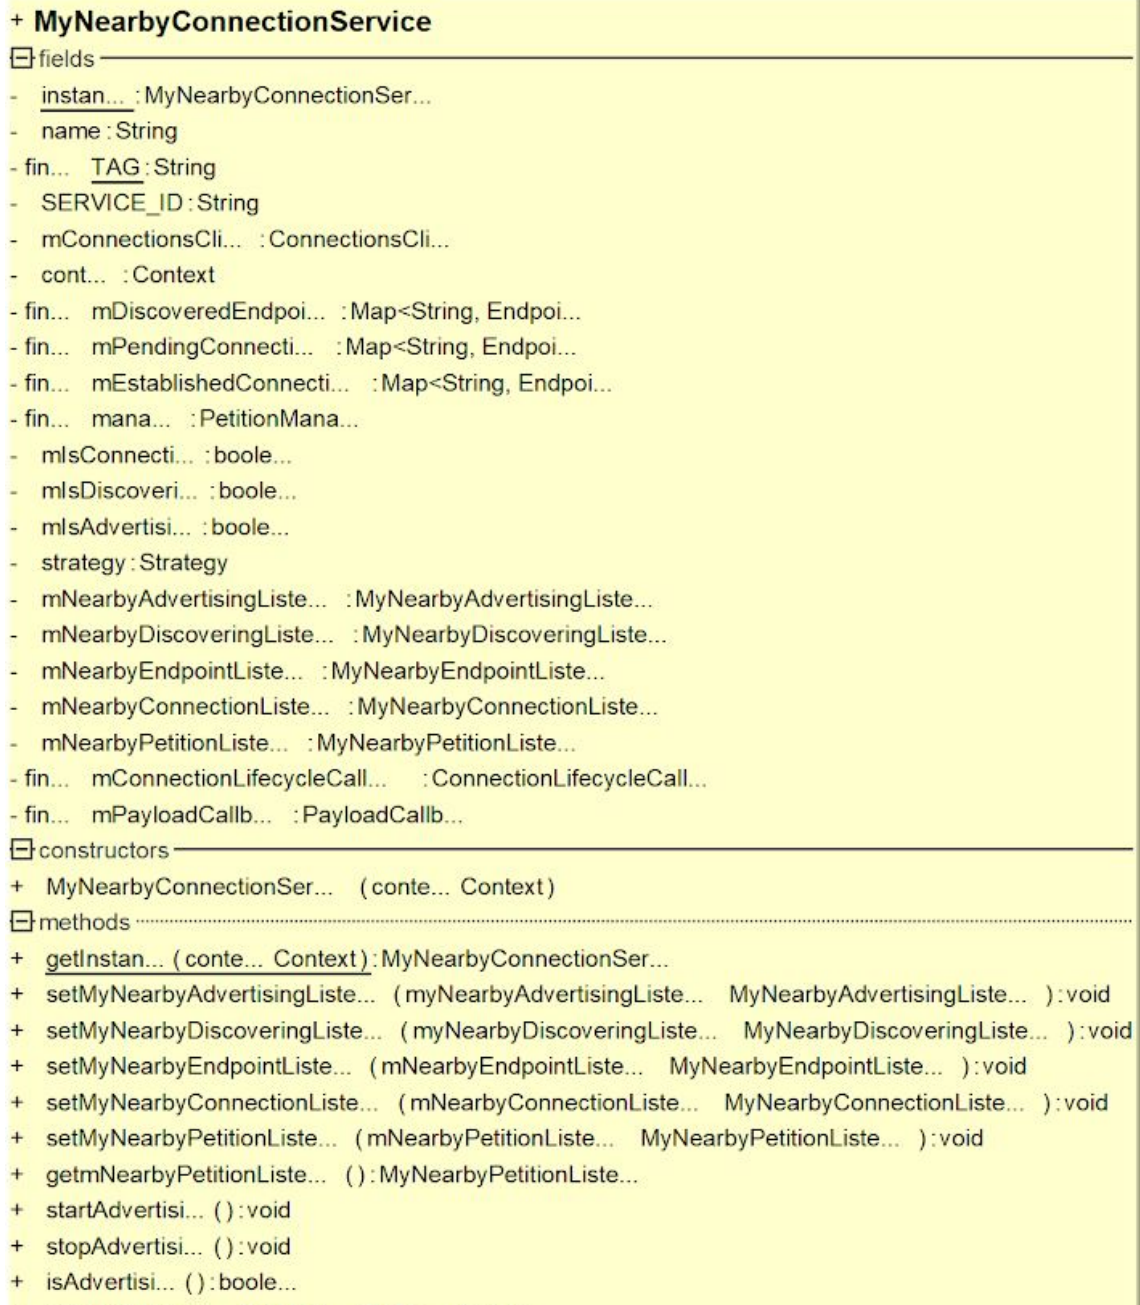 + MyNearbyConnectionService
fields
- instan... : MyNearbyConnectionSer...
- name : String
- fin... TAG : String
- SERVICE_ID : String
- mConnectionsCli... : ConnectionsCli...
- cont... : Context
- fin... mDiscoveredEndpoi... : Map<String, Endpoi...
- fin... mPendingConnecti... : Map<String, Endpoi...
- fin... mEstablishedConnecti... : Map<String, Endpoi...
- fin... mana... : PetitionMana...
- mIsConnecti... : boole...
- mIsDiscoveri... : boole...
- mIsAdvertisi... : boole...
- strategy : Strategy
- mNearbyAdvertisingListe... : MyNearbyAdvertisingListe...
- mNearbyDiscoveringListe... : MyNearbyDiscoveringListe...
- mNearbyEndpointListe... : MyNearbyEndpointListe...
- mNearbyConnectionListe... : MyNearbyConnectionListe...
- mNearbyPetitionListe... : MyNearbyPetitionListe...
- fin... mConnectionLifecycleCall... : ConnectionLifecycleCall...
- fin... mPayloadCallb... : PayloadCallb...
constructors
+ MyNearbyConnectionSer... (conte... Context)
methods
+ getInstan... (conte... Context) : MyNearbyConnectionSer...
+ setMyNearbyAdvertisingListe... (myNearbyAdvertisingListe... MyNearbyAdvertisingListe... ) : void
+ setMyNearbyDiscoveringListe... (myNearbyDiscoveringListe... MyNearbyDiscoveringListe... ) : void
+ setMyNearbyEndpointListe... (mNearbyEndpointListe... MyNearbyEndpointListe... ) : void
+ setMyNearbyConnectionListe... (mNearbyConnectionListe... MyNearbyConnectionListe... ) : void
+ setMyNearbyPetitionListe... (mNearbyPetitionListe... MyNearbyPetitionListe... ) : void
+ getmNearbyPetitionListe... () : MyNearbyPetitionListe...
+ startAdvertisi... () : void
+ stopAdvertisi... () : void
+ isAdvertisi... () : boole...